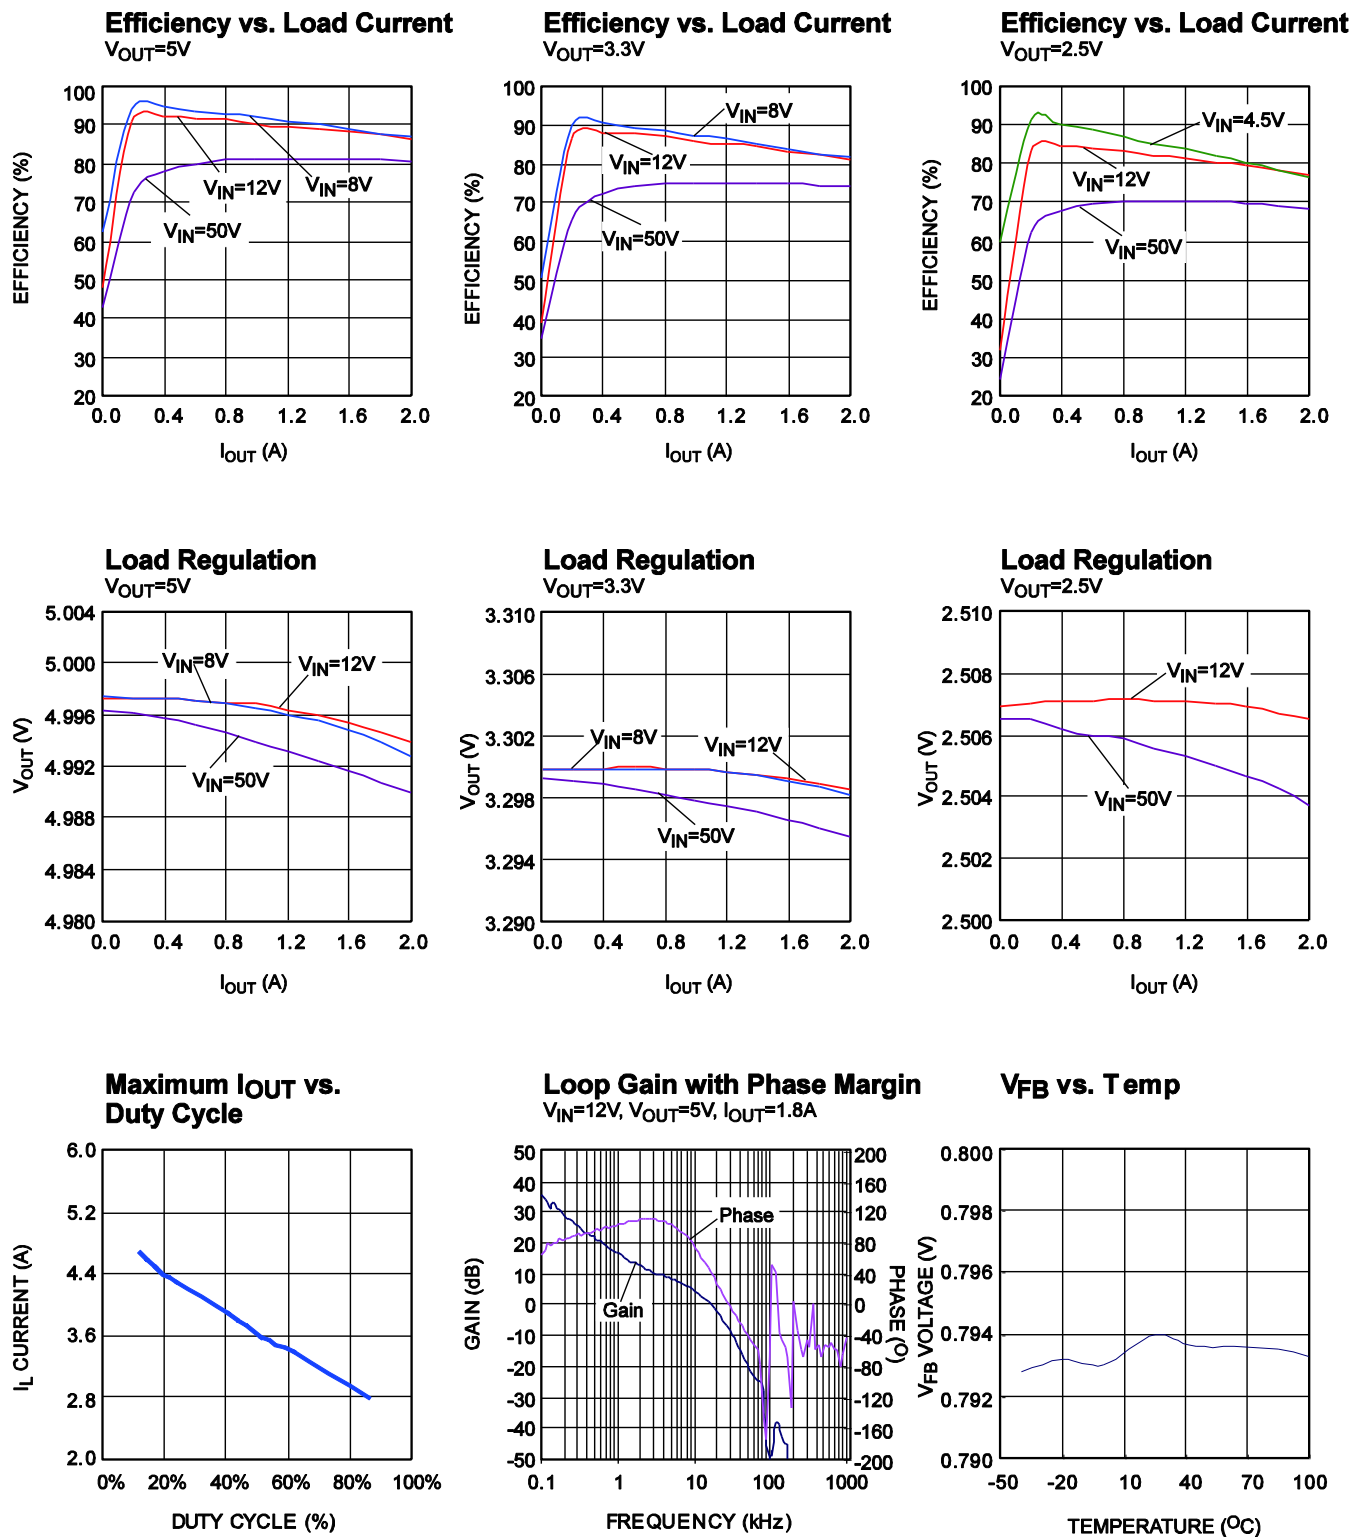 Efficiency vs. Load Current
VOUT=5V
100
90
80
70
60
50
40
30
20
EFFICIENCY (%)
VIN=12V
VIN=8V
VIN=50V
0.0 0.4 0.8 1.2 1.6 2.0
IOUT (A)
Efficiency vs. Load Current
VOUT=3.3V
100
90
80
70
60
50
40
30
20
EFFICIENCY (%)
VIN=8V
VIN=12V
VIN=50V
0.0 0.4 0.8 1.2 1.6 2.0
IOUT (A)
Efficiency vs. Load Current
VOUT=2.5V
100
90
80
70
60
50
40
30
20
EFFICIENCY (%)
VIN=4.5V
VIN=12V
VIN=50V
0.0 0.4 0.8 1.2 1.6 2.0
IOUT (A)
Load Regulation
VOUT=5V
5.004
5.000
4.996
4.992
4.988
4.984
4.980
VOUT (V)
VIN=8V
VIN=12V
VIN=50V
0.0 0.4 0.8 1.2 1.6 2.0
IOUT (A)
Load Regulation
VOUT=3.3V
3.310
3.306
3.302
3.298
3.294
3.290
VOUT (V)
VIN=8V
VIN=12V
VIN=50V
0.0 0.4 0.8 1.2 1.6 2.0
IOUT (A)
Load Regulation
VOUT=2.5V
2.510
2.508
2.506
2.504
2.502
2.500
VOUT (V)
VIN=12V
VIN=50V
0.0 0.4 0.8 1.2 1.6 2.0
IOUT (A)
Maximum IOUT vs.
Duty Cycle
6.0
5.2
4.4
3.6
2.8
2.0
IL CURRENT (A)
0% 20% 40% 60% 80% 100%
DUTY CYCLE (%)
Loop Gain with Phase Margin
VIN=12V, VOUT=5V, IOUT=1.8A
50
40
30
20
10
0
-10
-20
-30
-40
-50
GAIN (dB)
Phase
Gain
200
160
120
80
40
0
-40
-80
-120
-160
-200
PHASE (O)
0.1 1 10 100 1000
FREQUENCY (kHz)
VFB vs. Temp
0.800
0.798
0.796
0.794
0.792
0.790
VFB VOLTAGE (V)
-50 -20 10 40 70 100
TEMPERATURE (OC)